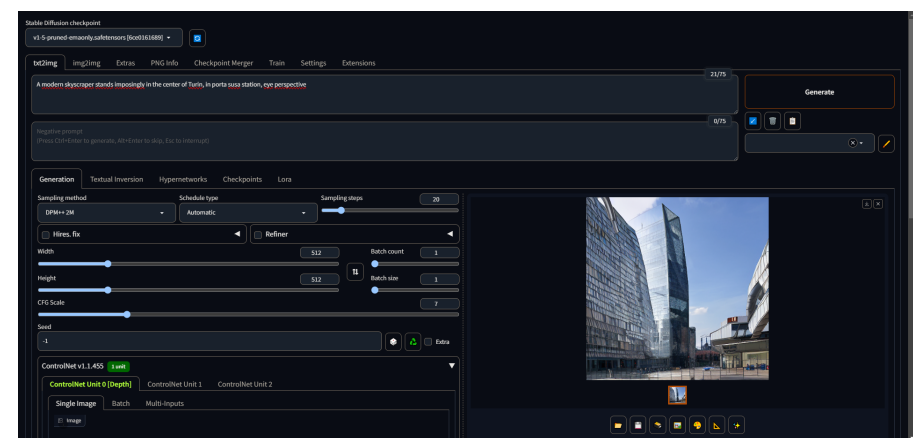 Stable Diffusion checkpoint
v1-5-pruned-emaonly.safetensors [6ce0161689]
txt2img img2img Extras PNG Info Checkpoint Merger Train Settings Extensions
21/75
A modern skyscraper stands imposingly in the center of Turin, in porta susa station, eye perspective
Generate
0/75
Negative prompt
(Press Ctrl+Enter to generate, Alt+Enter to skip, Esc to interrupt)
Generation Textual Inversion Hypernetworks Checkpoints Lora
Sampling method Schedule type Sampling steps 20
DPM++ 2M Automatic
Hires. fix Refiner
Width 512 Batch count 1
Height 512 Batch size 1
CFG Scale 7
Seed
-1 Extra
ControlNet v1.1.455 1 unit
ControlNet Unit 0 [Depth] ControlNet Unit 1 ControlNet Unit 2
Single Image Batch Multi-Inputs
Image